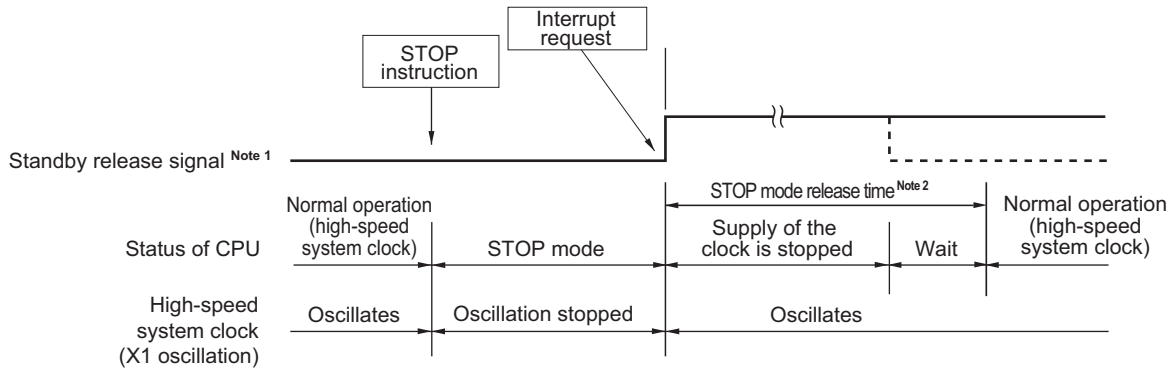 Interrupt
request
STOP
instruction
Standby release signal Note 1
STOP mode release time Note 2
Normal operation
(high-speed
system clock)
Supply of the
clock is stopped
Normal operation
(high-speed
system clock)
Status of CPU
STOP mode
Wait
High-speed
system clock
(X1 oscillation)
Oscillates
Oscillation stopped
Oscillates